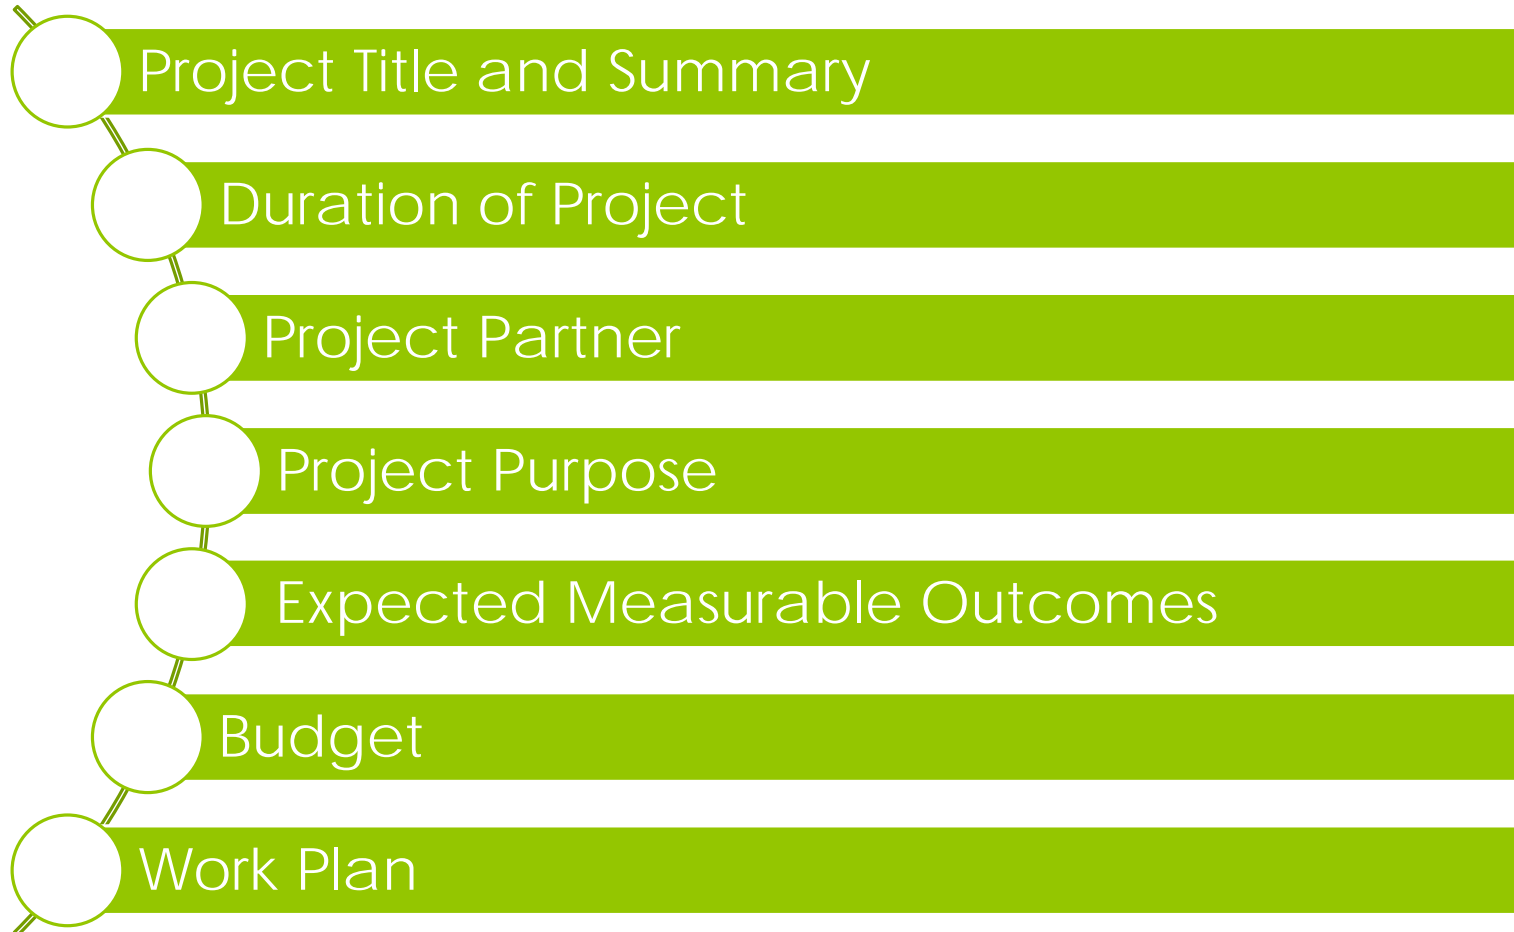 Project Title and Summary
Duration of Project
Project Partner
Project Purpose
Expected Measurable Outcomes
Budget
Work Plan